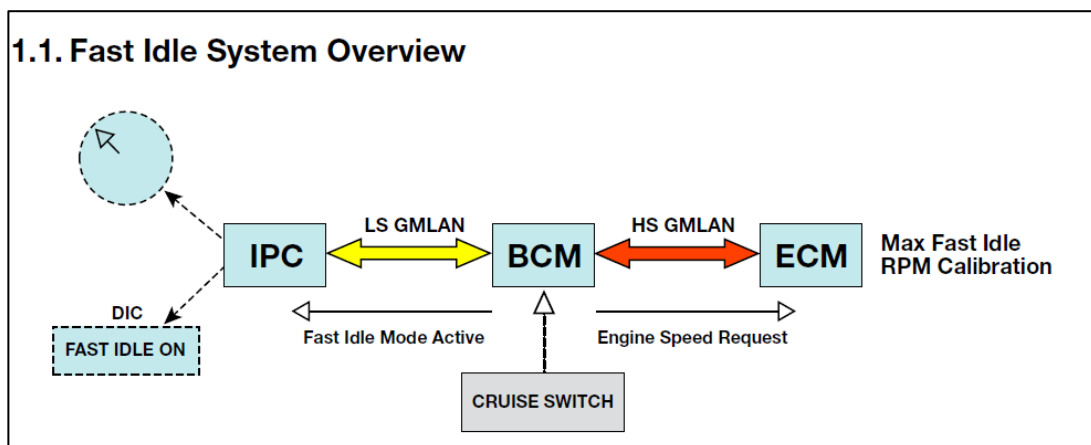 1.1. Fast Idle System Overview
LS GMLAN
HS GMLAN
IPC
BCM
ECM
Max Fast Idle
RPM Calibration
DIC
FAST IDLE ON
Fast Idle Mode Active
Engine Speed Request
CRUISE SWITCH